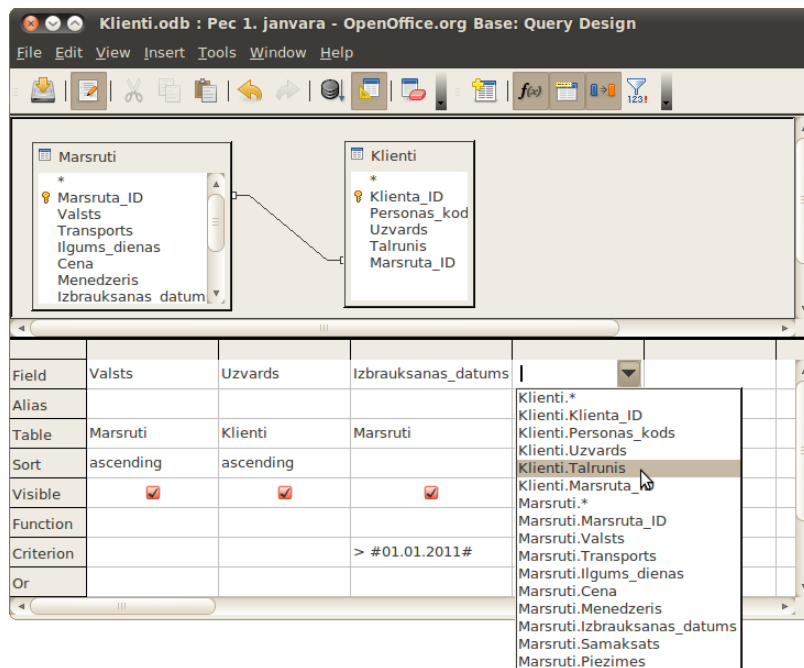 Klienti.odb : Pec 1. janvara - OpenOffice.org Base: Query Design
File Edit View Insert Tools Window Help
f(x) 123!
Marsruti
*
Marsruta_ID
Valsts
Transports
Ilgums_dienas
Cena
Menedzeris
Izbrauksanas_datum
Klienti
*
Klienta_ID
Personas_kod
Uzvards
Talrunis
Marsruta_ID
Field Valsts Uzvards Izbrauksanas_datums
Alias
Table Marsruti Klienti Marsruti
Sort ascending ascending
Visible
Function
Criterion > #01.01.2011#
Or
Klienti.*
Klienti.Klienta_ID
Klienti.Personas_kods
Klienti.Uzvards
Klienti.Talrunis
Klienti.Marsruta_ID
Marsruti.*
Marsruti.Marsruta_ID
Marsruti.Valsts
Marsruti.Transports
Marsruti.Ilgums_dienas
Marsruti.Cena
Marsruti.Menedzeris
Marsruti.Izbrauksanas_datums
Marsruti.Samaksats
Marsruti.Piezimes